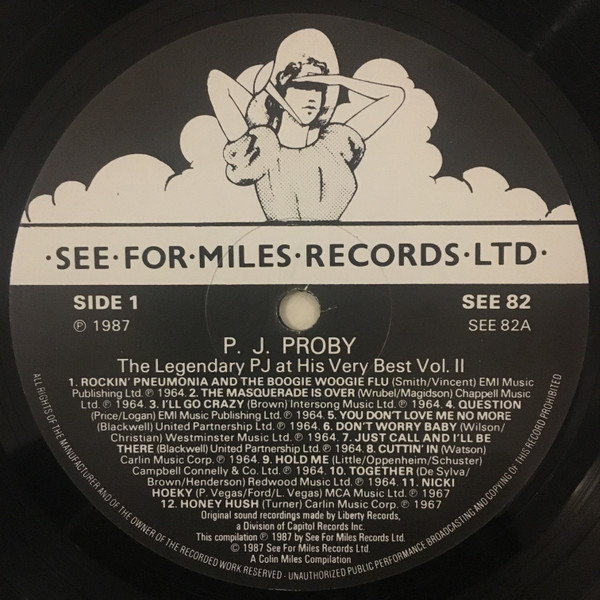 ·SEE·FOR·MILES·RECORDS·LTD·
SIDE 1
SEE 82
℗ 1987
SEE 82A
P. J. PROBY
The Legendary PJ at His Very Best Vol. II
1. ROCKIN' PNEUMONIA AND THE BOOGIE WOOGIE FLU (Smith/Vincent) EMI Music
Publishing Ltd. ℗ 1964. 2. THE MASQUERADE IS OVER (Wrubel/Magidson) Chappell Music
Ltd. ℗ 1964. 3. I'LL GO CRAZY (Brown) Intersong Music Ltd. ℗ 1964. 4. QUESTION
(Price/Logan) EMI Music Publishing Ltd. ℗ 1964. 5. YOU DON'T LOVE ME NO MORE
(Blackwell) United Partnership Ltd. ℗ 1964. 6. DON'T WORRY BABY (Wilson/
Christian) Westminster Music Ltd. ℗ 1964. 7. JUST CALL AND I'LL BE
THERE (Blackwell) United Partnership Ltd. ℗ 1964. 8. CUTTIN' IN (Watson)
Carlin Music Corp. ℗ 1964. 9. HOLD ME (Little/Oppenheim/Schuster)
Campbell Connelly & Co. Ltd. ℗ 1964. 10. TOGETHER (De Sylva/
Brown/Henderson) Redwood Music Ltd. ℗ 1964. 11. NICKI
HOEKY (P. Vegas/Ford/L. Vegas) MCA Music Ltd. ℗ 1967
12. HONEY HUSH (Turner) Carlin Music Corp. ℗ 1967
Original sound recordings made by Liberty Records,
a Division of Capitol Records Inc.
This compilation ℗ 1987 by See For Miles Records Ltd
© 1987 See For Miles Records Ltd.
A Colin Miles Compilation
ALL RIGHTS OF THE MANUFACTURER AND OF THE OWNER OF THE RECORDED WORK RESERVED · UNAUTHORIZED PUBLIC PERFORMANCE BROADCASTING AND COPYING OF THIS RECORD PROHIBITED